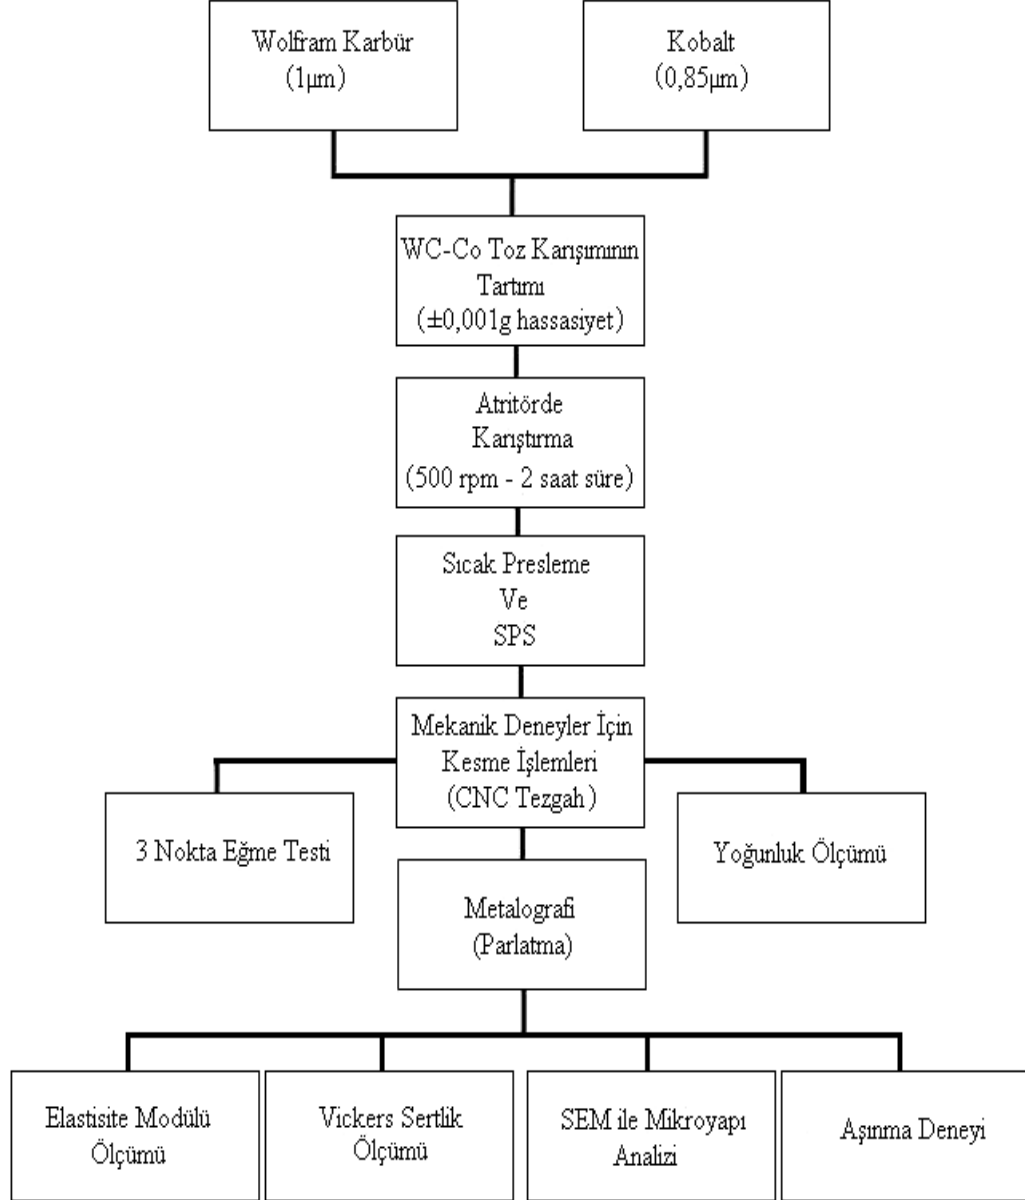 Wolfram Karbür
(1µm)
Kobalt
(0,85µm)
WC-Co Toz Karışımının
Tartımı
(±0,001g hassasiyet)
Atritörde
Karıştırma
(500 rpm - 2 saat süre)
Sıcak Presleme
Ve
SPS
Mekanik Deneyler İçin
Kesme İşlemleri
(CNC Tezgah)
3 Nokta Eğme Testi
Yoğunluk Ölçümü
Metalografi
(Parlatma)
Elastisite Modülü
Ölçümü
Vickers Sertlik
Ölçümü
SEM ile Mikroyapı
Analizi
Aşınma Deneyi